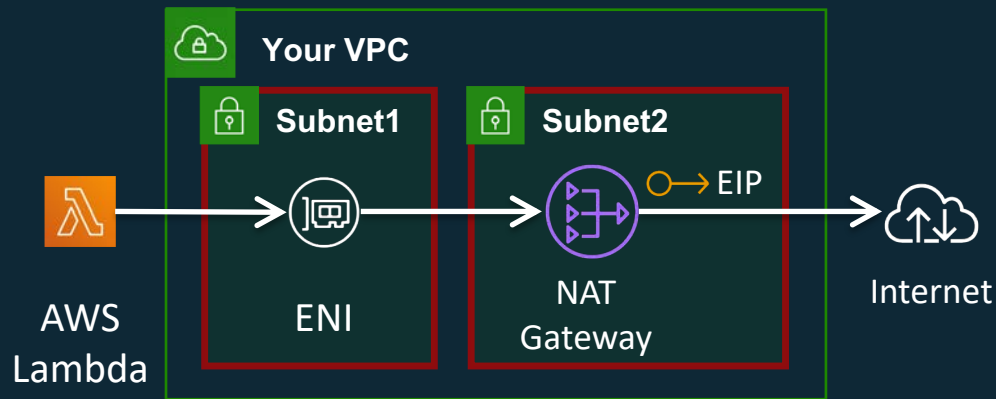 Your VPC
Subnet1
Subnet2
EIP
AWS
Lambda
ENI
NAT
Gateway
Internet